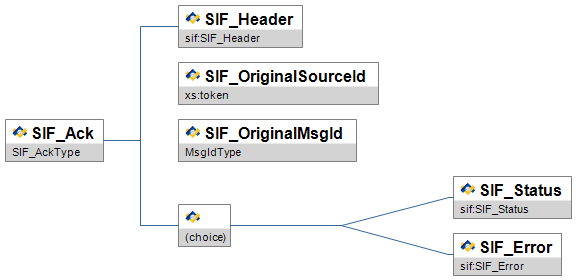 SIF_Header
sif:SIF_Header
SIF_OriginalSourceId
xs:token
SIF_Ack
SIF_AckType
SIF_OriginalMsgId
MsgIdType
(choice)
SIF_Status
sif:SIF_Status
SIF_Error
sif:SIF_Error